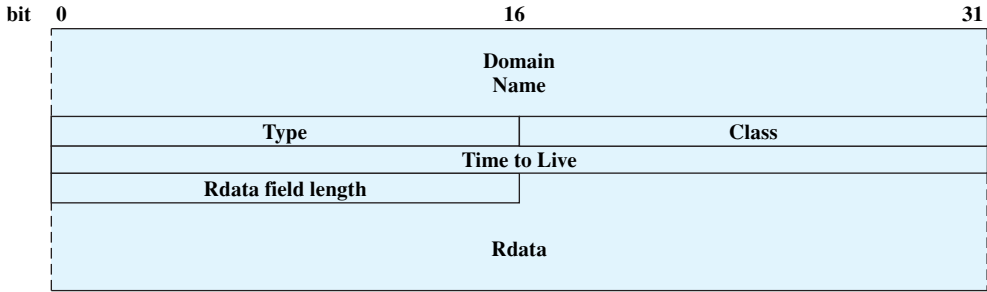 bit 0 16 31
Domain
Name
Type Class
Time to Live
Rdata field length
Rdata